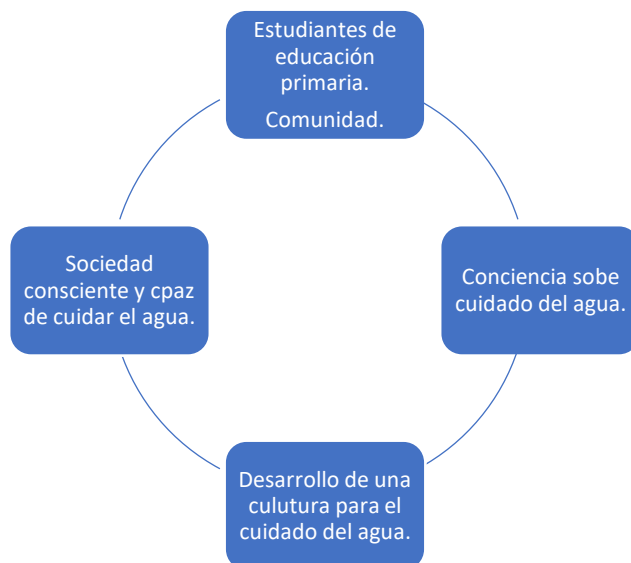 Estudiantes de
educación
primaria.
Comunidad.
Conciencia sobe
cuidado del agua.
Desarrollo de una
culutura para el
cuidado del agua.
Sociedad
consciente y cpaz
de cuidar el agua.